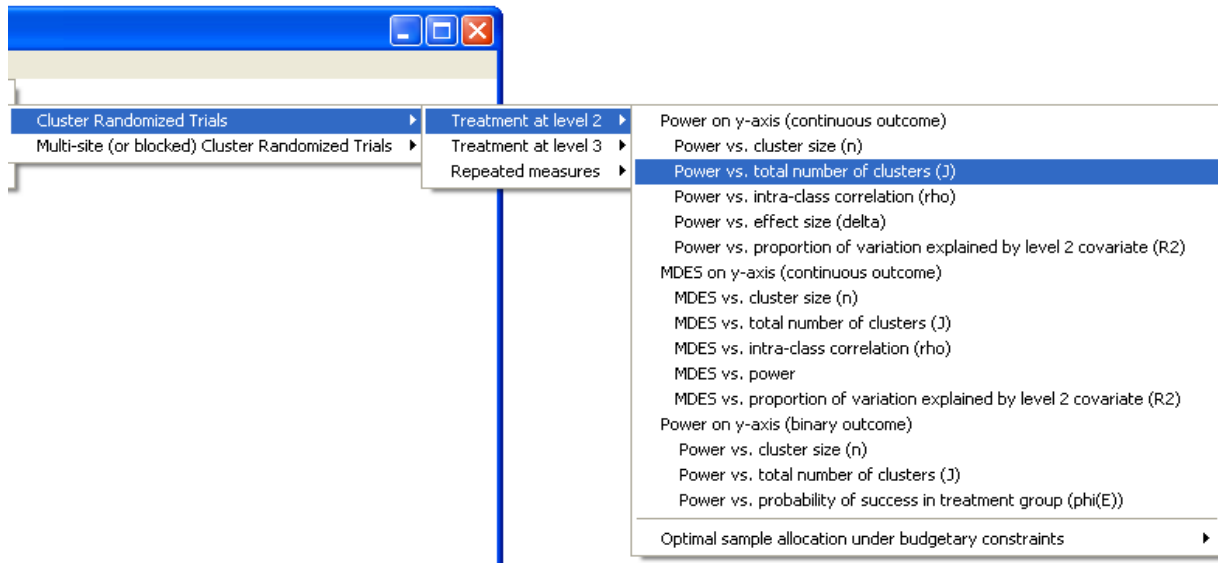 Cluster Randomized Trials
Multi-site (or blocked) Cluster Randomized Trials
Treatment at level 2
Treatment at level 3
Repeated measures
Power on y-axis (continuous outcome)
Power vs. cluster size (n)
Power vs. total number of clusters (J)
Power vs. intra-class correlation (rho)
Power vs. effect size (delta)
Power vs. proportion of variation explained by level 2 covariate (R2)
MDES on y-axis (continuous outcome)
MDES vs. cluster size (n)
MDES vs. total number of clusters (J)
MDES vs. intra-class correlation (rho)
MDES vs. power
MDES vs. proportion of variation explained by level 2 covariate (R2)
Power on y-axis (binary outcome)
Power vs. cluster size (n)
Power vs. total number of clusters (J)
Power vs. probability of success in treatment group (phi(E))
Optimal sample allocation under budgetary constraints